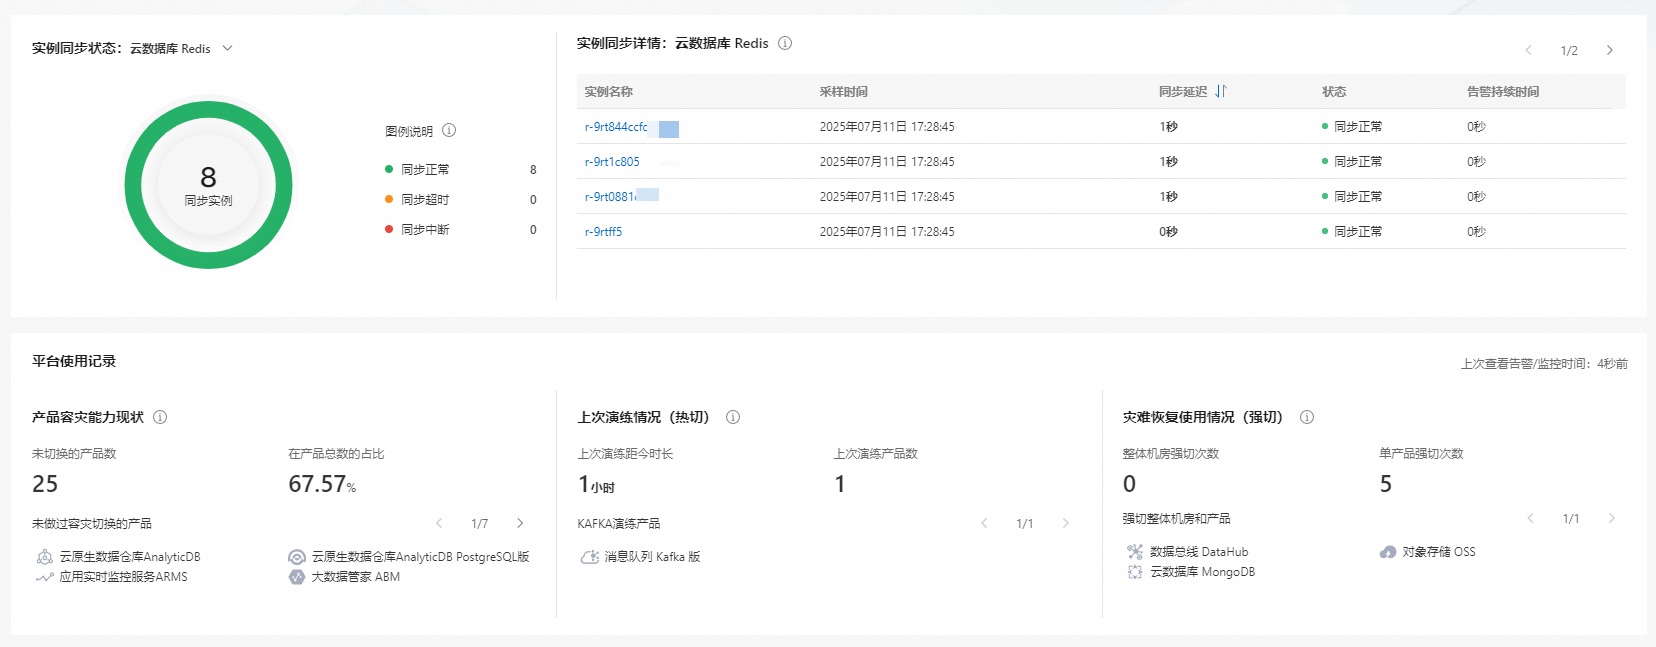 实例同步状态：云数据库 Redis
8
同步实例
图例说明
同步正常 8
同步超时 0
同步中断 0
实例同步详情：云数据库 Redis
1/2
实例名称 采样时间 同步延迟 状态 告警持续时间
r-9rt844ccfc 2025年07月11日 17:28:45 1秒 同步正常 0秒
r-9rt1c805 2025年07月11日 17:28:45 1秒 同步正常 0秒
r-9rt0881 2025年07月11日 17:28:45 1秒 同步正常 0秒
r-9rtff5 2025年07月11日 17:28:45 0秒 同步正常 0秒
平台使用记录
上次查看告警/监控时间：4秒前
产品容灾能力现状
未切换的产品数 在产品总数的占比
25 67.57%
未做过容灾切换的产品 1/7
云原生数据仓库AnalyticDB 云原生数据仓库AnalyticDB PostgreSQL版
应用实时监控服务ARMS 大数据管家 ABM
上次演练情况（热切）
上次演练距今时长 上次演练产品数
1小时 1
KAFKA演练产品 1/1
消息队列 Kafka 版
灾难恢复使用情况（强切）
整体机房强切次数 单产品强切次数
0 5
强切整体机房和产品 1/1
数据总线 DataHub 对象存储 OSS
云数据库 MongoDB